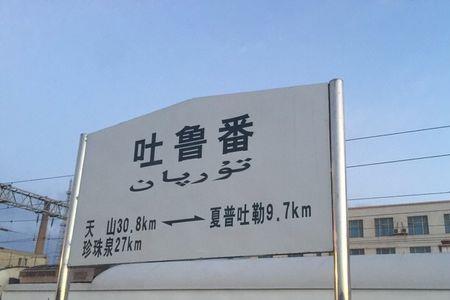 吐鲁番
تۇرپان
天山30.8km ⇌ 夏普吐勒9.7km
珍珠泉27km